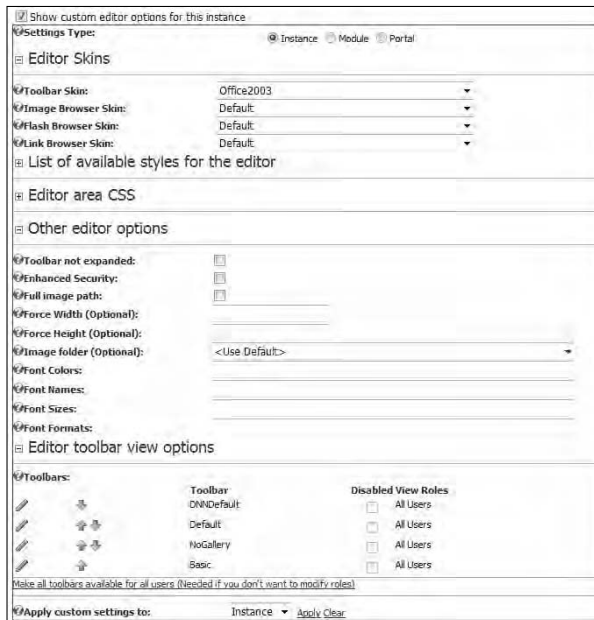 Show custom editor options for this instance
Settings Type: Instance Module Portal
Editor Skins
Toolbar Skin: Office2003
Image Browser Skin: Default
Flash Browser Skin: Default
Link Browser Skin: Default
List of available styles for the editor
Editor area CSS
Other editor options
Toolbar not expanded:
Enhanced Security:
Full image path:
Force Width (Optional):
Force Height (Optional):
Image folder (Optional): <Use Default>
Font Colors:
Font Names:
Font Sizes:
Font Formats:
Editor toolbar view options
Toolbars:
Toolbar Disabled View Roles
DNNDefault All Users
Default All Users
NoGallery All Users
Basic All Users
Make all toolbars available for all users (Needed if you don't want to modify roles)
Apply custom settings to: Instance Apply Clear